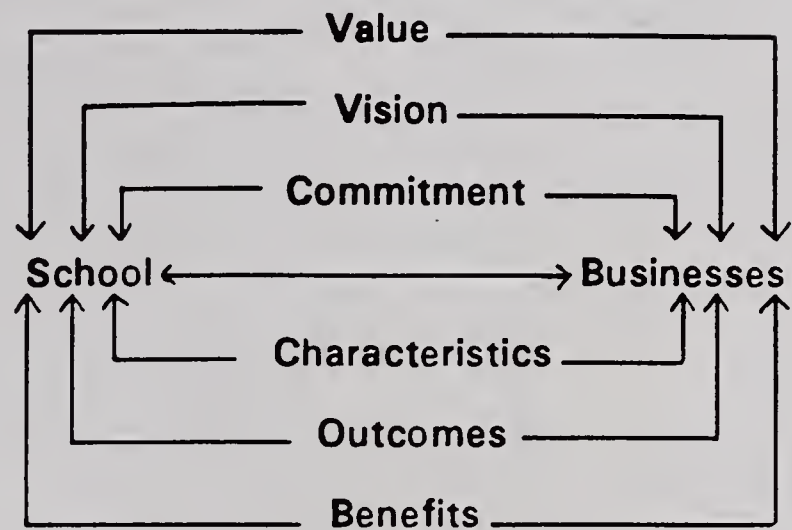 Value
Vision
Commitment
School Businesses
Characteristics
Outcomes
Benefits